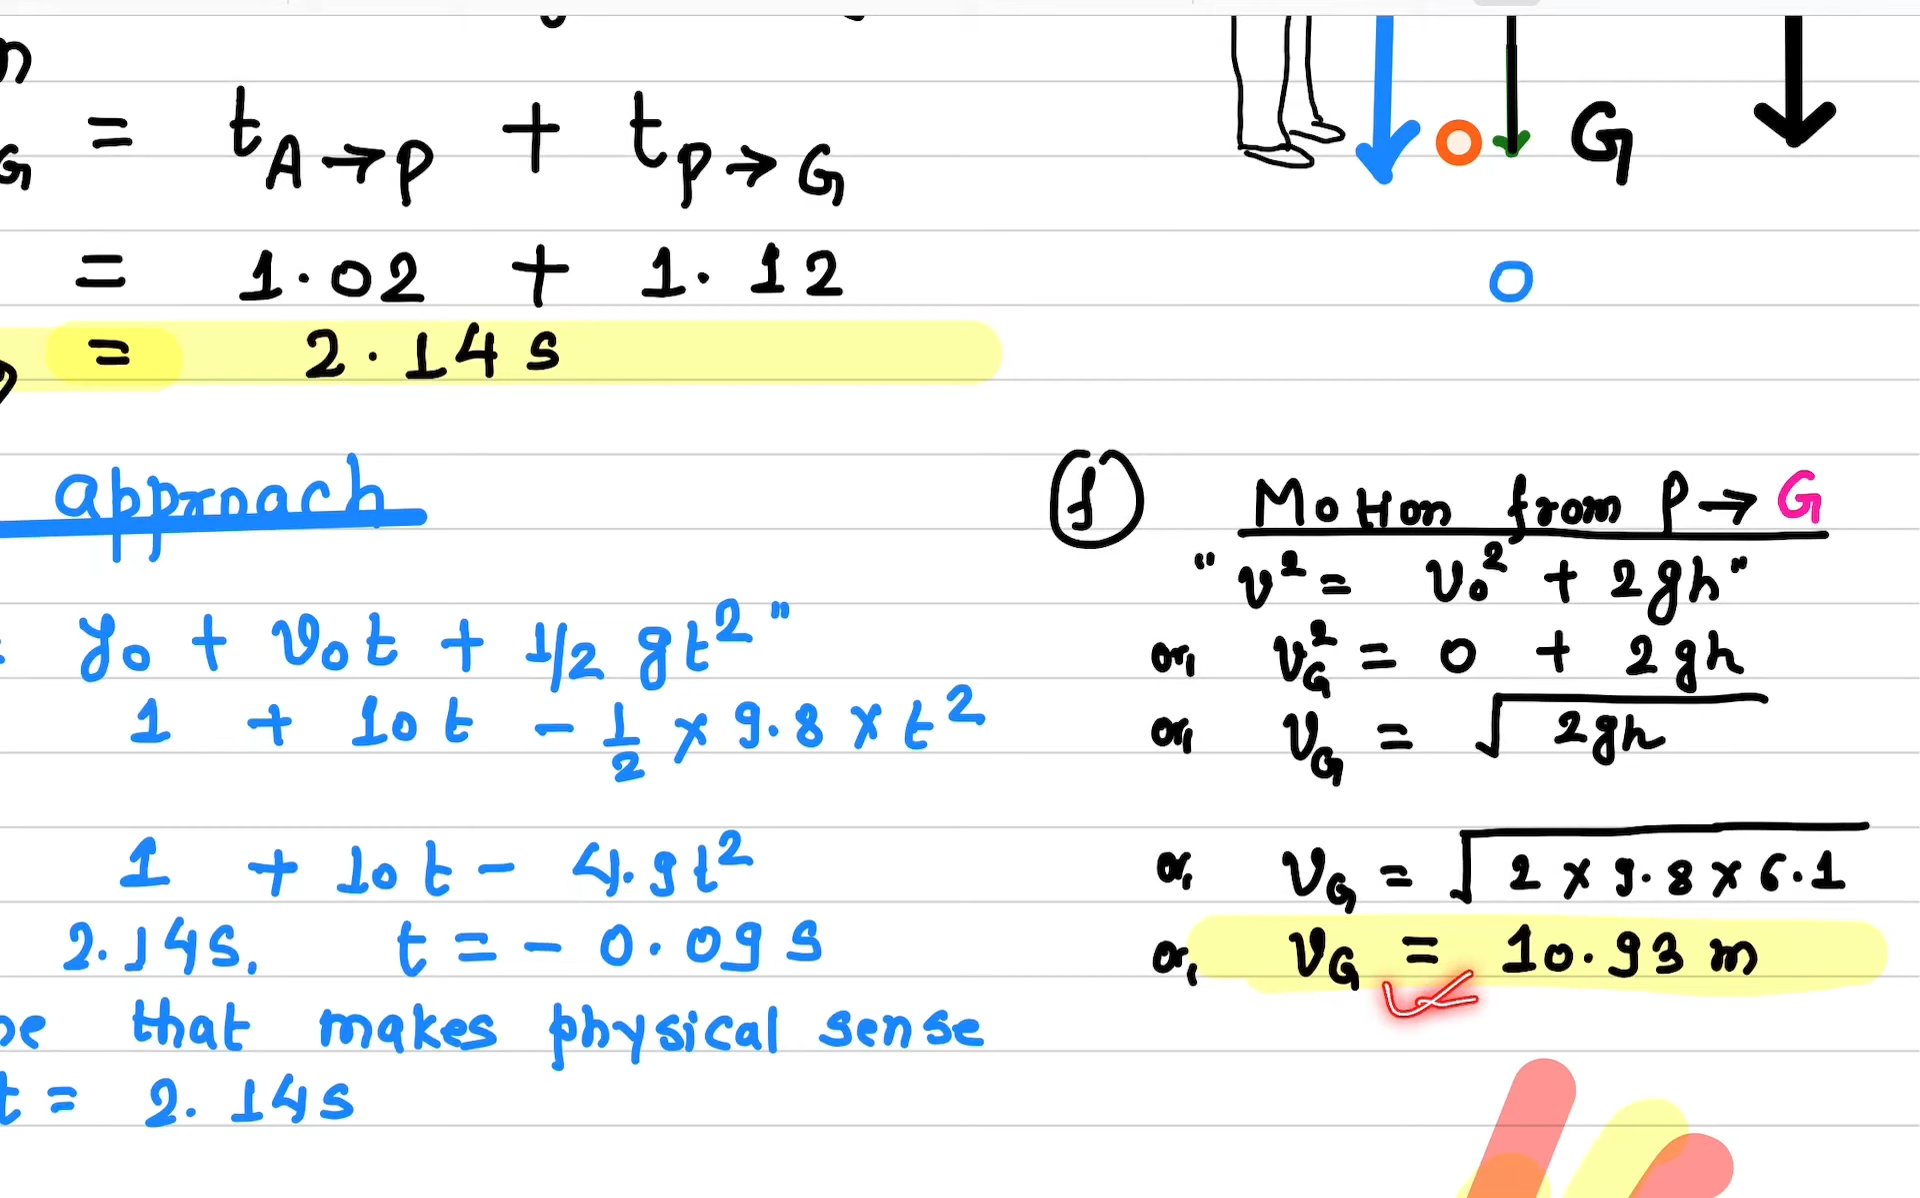 G = tA→P + tP→G
= 1.02 + 1.12
= 2.14 s
G
approach
y₀ + v₀t + 1/2 gt²"
1 + 10t - 1/2 × 9.8 × t²
1 + 10t - 4.9t²
2.14s, t = - 0.09 s
that makes physical sense
t = 2.14s
(f) Motion from P → G
"v² = v₀² + 2gh"
or, vG² = 0 + 2gh
or, vG = √2gh
or, vG = √2 × 9.8 × 6.1
or, vG = 10.93 m